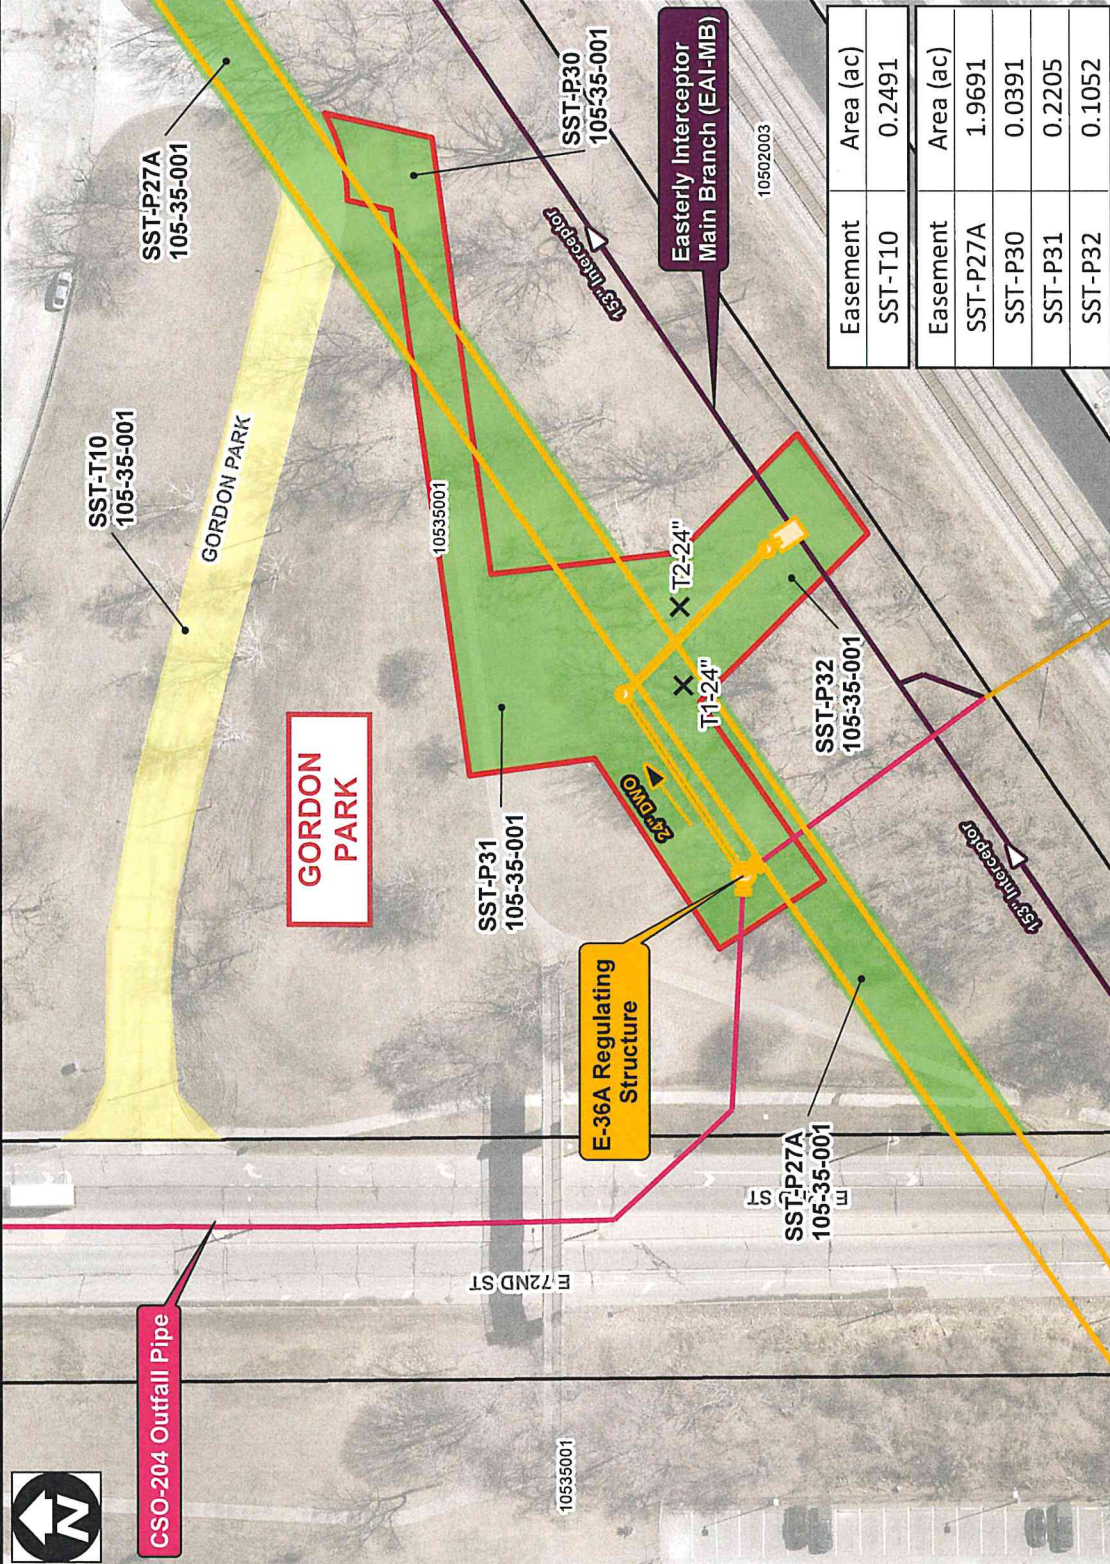 N
CSO-204 Outfall Pipe
SST-T10
105-35-001
SST-P27A
105-35-001
GORDON PARK
GORDON
PARK
10535001
SST-P30
105-35-001
SST-P31
105-35-001
E-36A Regulating
Structure
24" DWO
T1-24"
T2-24"
153" Interceptor
Easterly Interceptor
Main Branch (EAI-MB)
10502003
SST-P32
105-35-001
153" Interceptor
E 72ND ST
SST-P27A
105-35-001
E ST
10535001
Easement Area (ac)
SST-T10 0.2491
Easement Area (ac)
SST-P27A 1.9691
SST-P30 0.0391
SST-P31 0.2205
SST-P32 0.1052